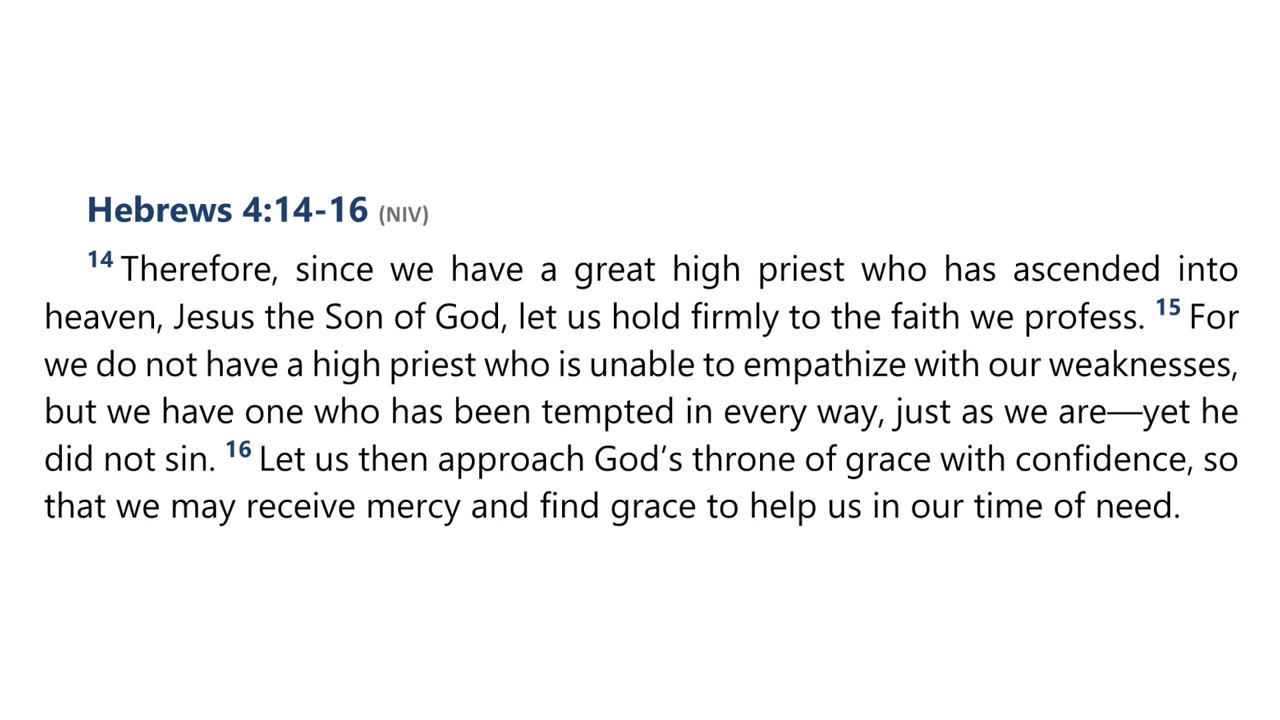 Hebrews 4:14-16 (NIV)
14 Therefore, since we have a great high priest who has ascended into
heaven, Jesus the Son of God, let us hold firmly to the faith we profess. 15 For
we do not have a high priest who is unable to empathize with our weaknesses,
but we have one who has been tempted in every way, just as we are—yet he
did not sin. 16 Let us then approach God’s throne of grace with confidence, so
that we may receive mercy and find grace to help us in our time of need.